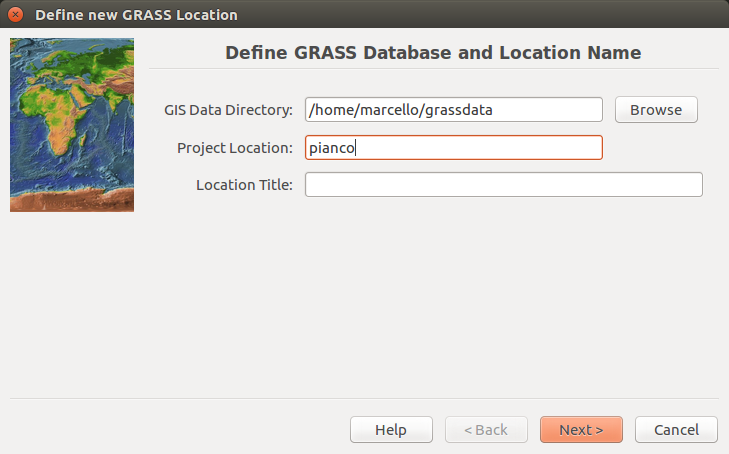 Define new GRASS Location
Define GRASS Database and Location Name
GIS Data Directory: /home/marcello/grassdata Browse
Project Location: pianco
Location Title:
Help < Back Next > Cancel